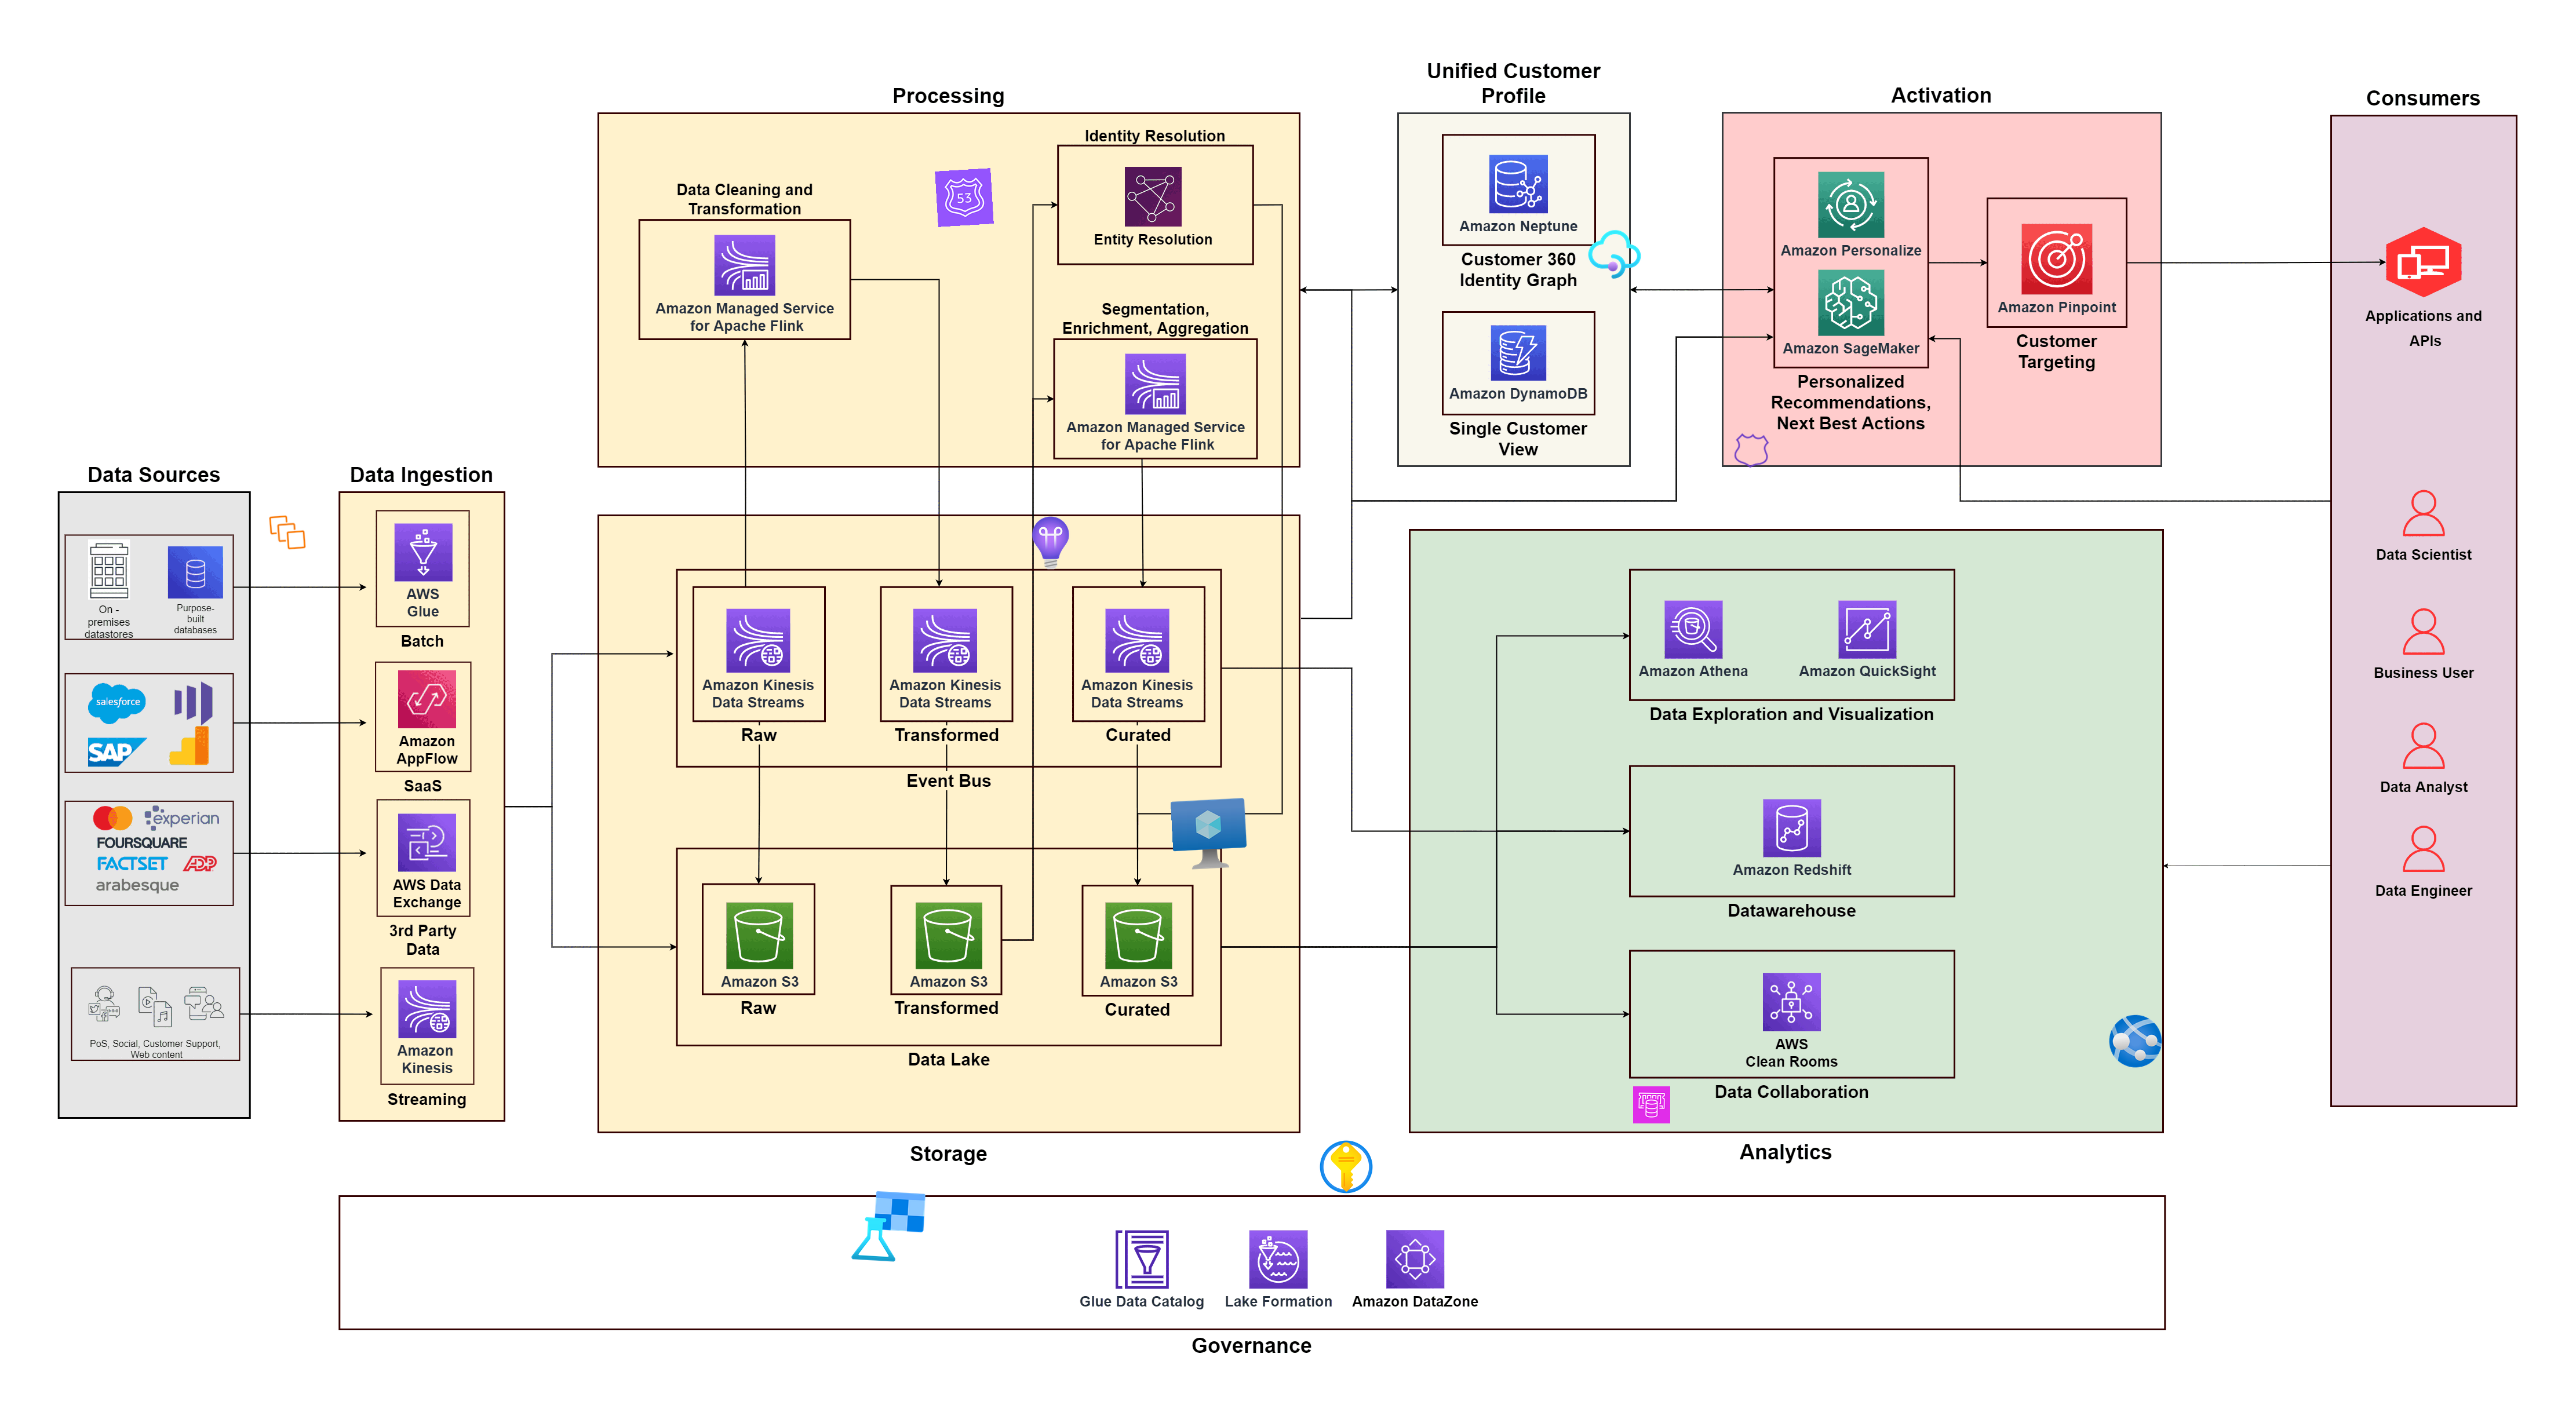 Data Sources
On -
premises
datastores
Purpose-
built
databases
salesforce
SAP
experian
FOURSQUARE
FACTSET
ADP
arabesque
PoS, Social, Customer Support,
Web content
Data Ingestion
AWS
Glue
Batch
Amazon
AppFlow
SaaS
AWS Data
Exchange
3rd Party
Data
Amazon
Kinesis
Streaming
Processing
Data Cleaning and
Transformation
Amazon Managed Service
for Apache Flink
53
Identity Resolution
Entity Resolution
Segmentation,
Enrichment, Aggregation
Amazon Managed Service
for Apache Flink
Amazon Kinesis
Data Streams
Raw
Amazon Kinesis
Data Streams
Transformed
Amazon Kinesis
Data Streams
Curated
Event Bus
Amazon S3
Raw
Amazon S3
Transformed
Amazon S3
Curated
Data Lake
Storage
Unified Customer
Profile
Amazon Neptune
Customer 360
Identity Graph
Amazon DynamoDB
Single Customer
View
Activation
Amazon Personalize
Amazon SageMaker
Personalized
Recommendations,
Next Best Actions
Amazon Pinpoint
Customer
Targeting
Amazon Athena
Amazon QuickSight
Data Exploration and Visualization
Amazon Redshift
Datawarehouse
AWS
Clean Rooms
Data Collaboration
Analytics
Consumers
Applications and
APIs
Data Scientist
Business User
Data Analyst
Data Engineer
Glue Data Catalog
Lake Formation
Amazon DataZone
Governance